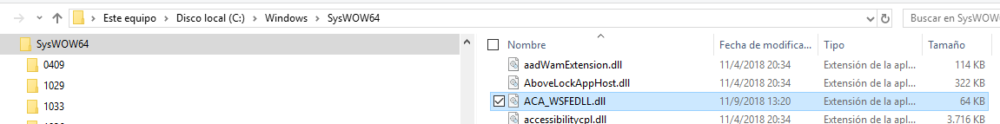 Este equipo > Disco local (C:) > Windows > SysWOW64
Buscar en SysWOW
SysWOW64
0409
1029
1033
Nombre Fecha de modifica... Tipo Tamaño
aadWamExtension.dll 11/4/2018 20:34 Extensión de la apl... 114 KB
AboveLockAppHost.dll 11/4/2018 20:34 Extensión de la apl... 322 KB
ACA_WSFEDLL.dll 11/9/2018 13:20 Extensión de la apl... 64 KB
accessibilitycpl.dll 11/4/2018 20:34 Extensión de la apl... 3.716 KB